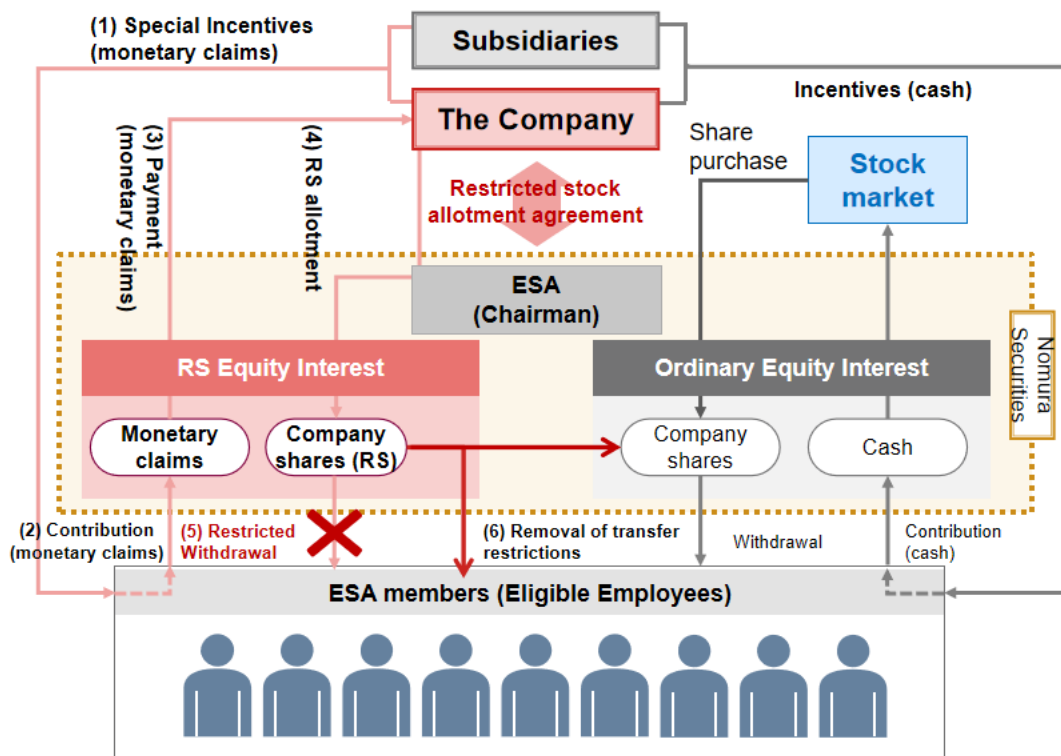 (1) Special Incentives
(monetary claims)
Subsidiaries
The Company
Incentives (cash)
(3) Payment
(monetary claims)
(4) RS allotment
Restricted stock
allotment agreement
Share
purchase
Stock
market
ESA
(Chairman)
Nomura
Securities
RS Equity Interest
Ordinary Equity Interest
Monetary
claims
Company
shares (RS)
Company
shares
Cash
(2) Contribution
(monetary claims)
(5) Restricted
Withdrawal
(6) Removal of transfer
restrictions
Withdrawal
Contribution
(cash)
ESA members (Eligible Employees)